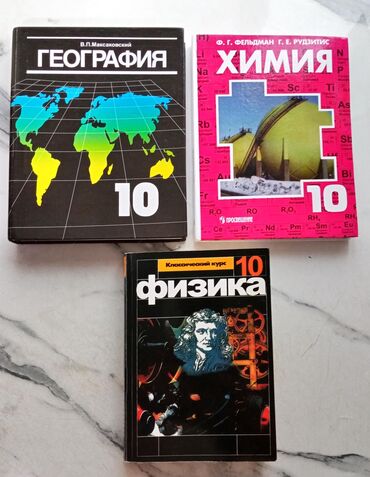 В.П.Максаковский
ГЕОГРАФИЯ
10
Ф. Г. ФЕЛЬДМАН Г. Е. РУДЗИТИС
ХИМИЯ
10
ПРОСВЕЩЕНИЕ
Классический курс 10
физика